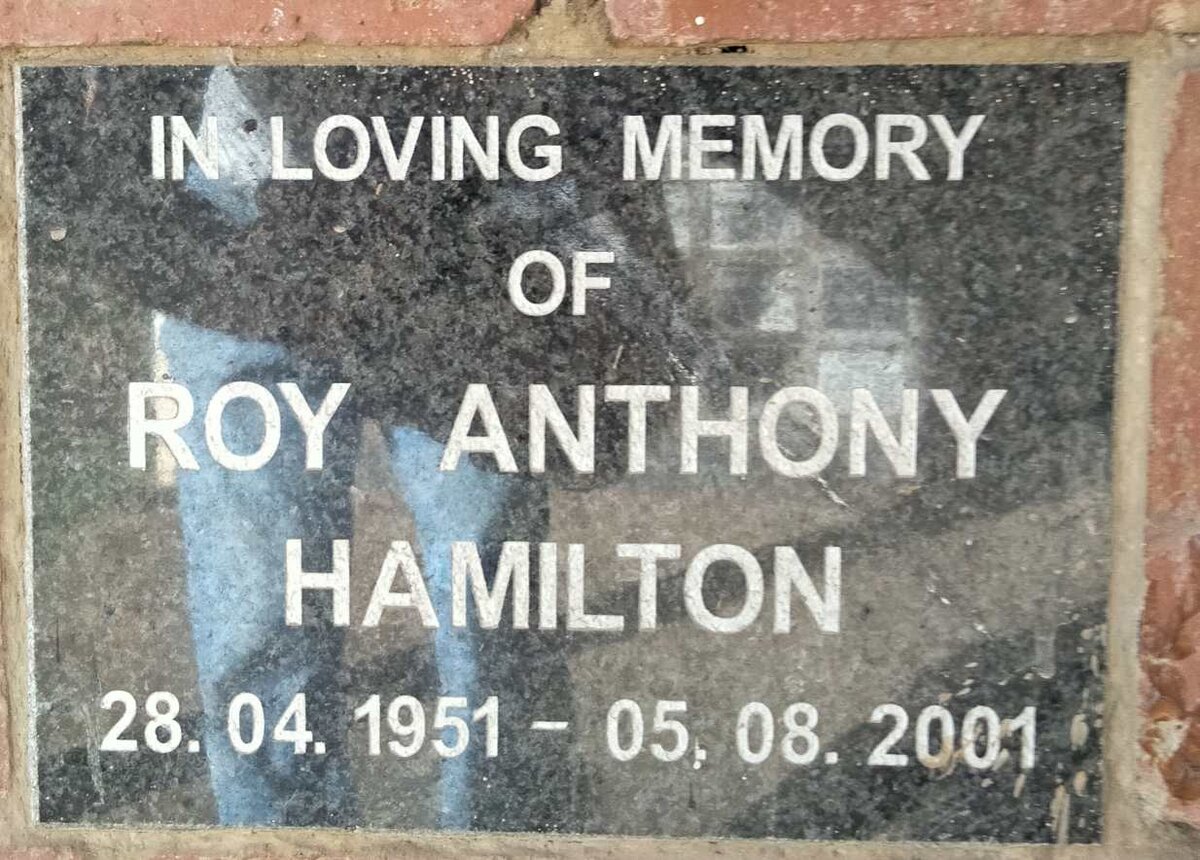 IN LOVING MEMORY
OF
ROY ANTHONY
HAMILTON
28. 04. 1951 – 05. 08. 2001